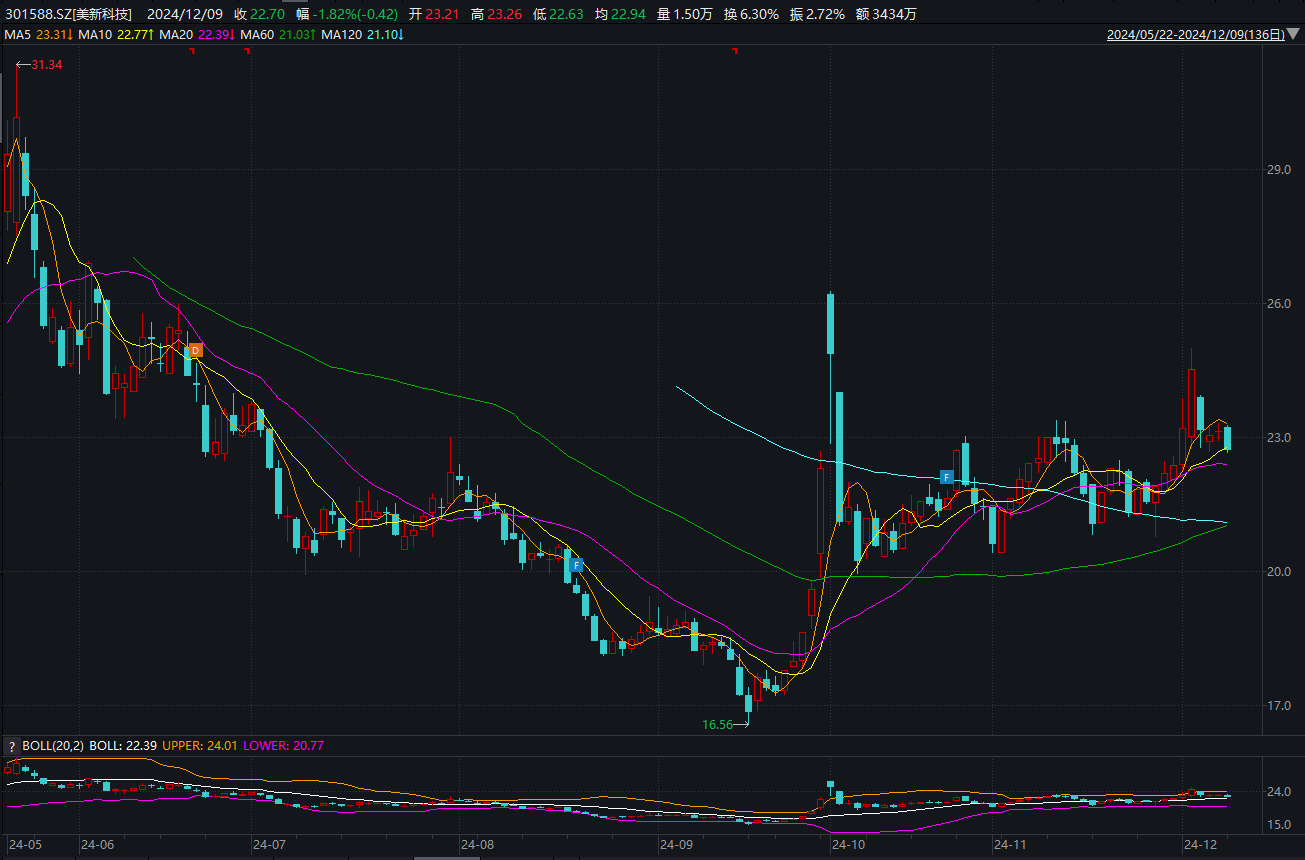 301588.SZ[美新科技] 2024/12/09 收 22.70 幅 -1.82%(-0.42) 开 23.21 高 23.26 低 22.63 均 22.94 量 1.50万 换 6.30% 振 2.72% 额 3434万
MA5 23.31↓ MA10 22.77↑ MA20 22.39↓ MA60 21.03↑ MA120 21.10↓ 2024/05/22-2024/12/09(136日)▼
←31.34
29.0
26.0
D
23.0
F
F
20.0
17.0
16.56→
? BOLL(20,2) BOLL: 22.39 UPPER: 24.01 LOWER: 20.77
24.0
15.0
24-05 24-06 24-07 24-08 24-09 24-10 24-11 24-12